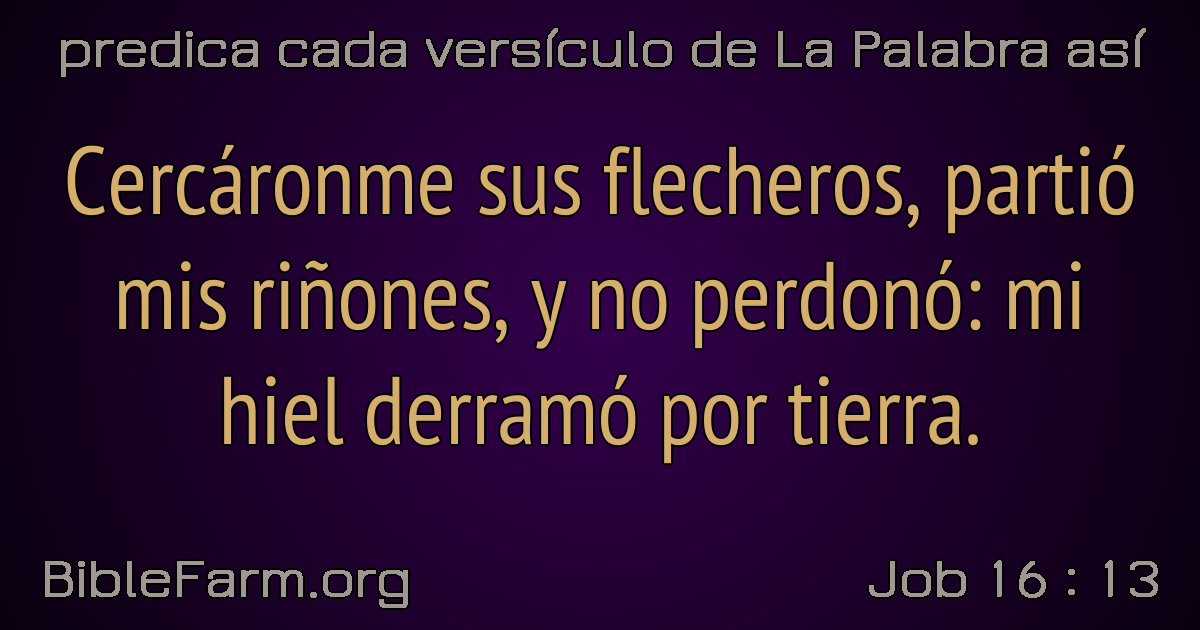 predica cada versículo de La Palabra así
Cercáronme sus flecheros, partió
mis riñones, y no perdonó: mi
hiel derramó por tierra.
BibleFarm.org
Job 16 : 13